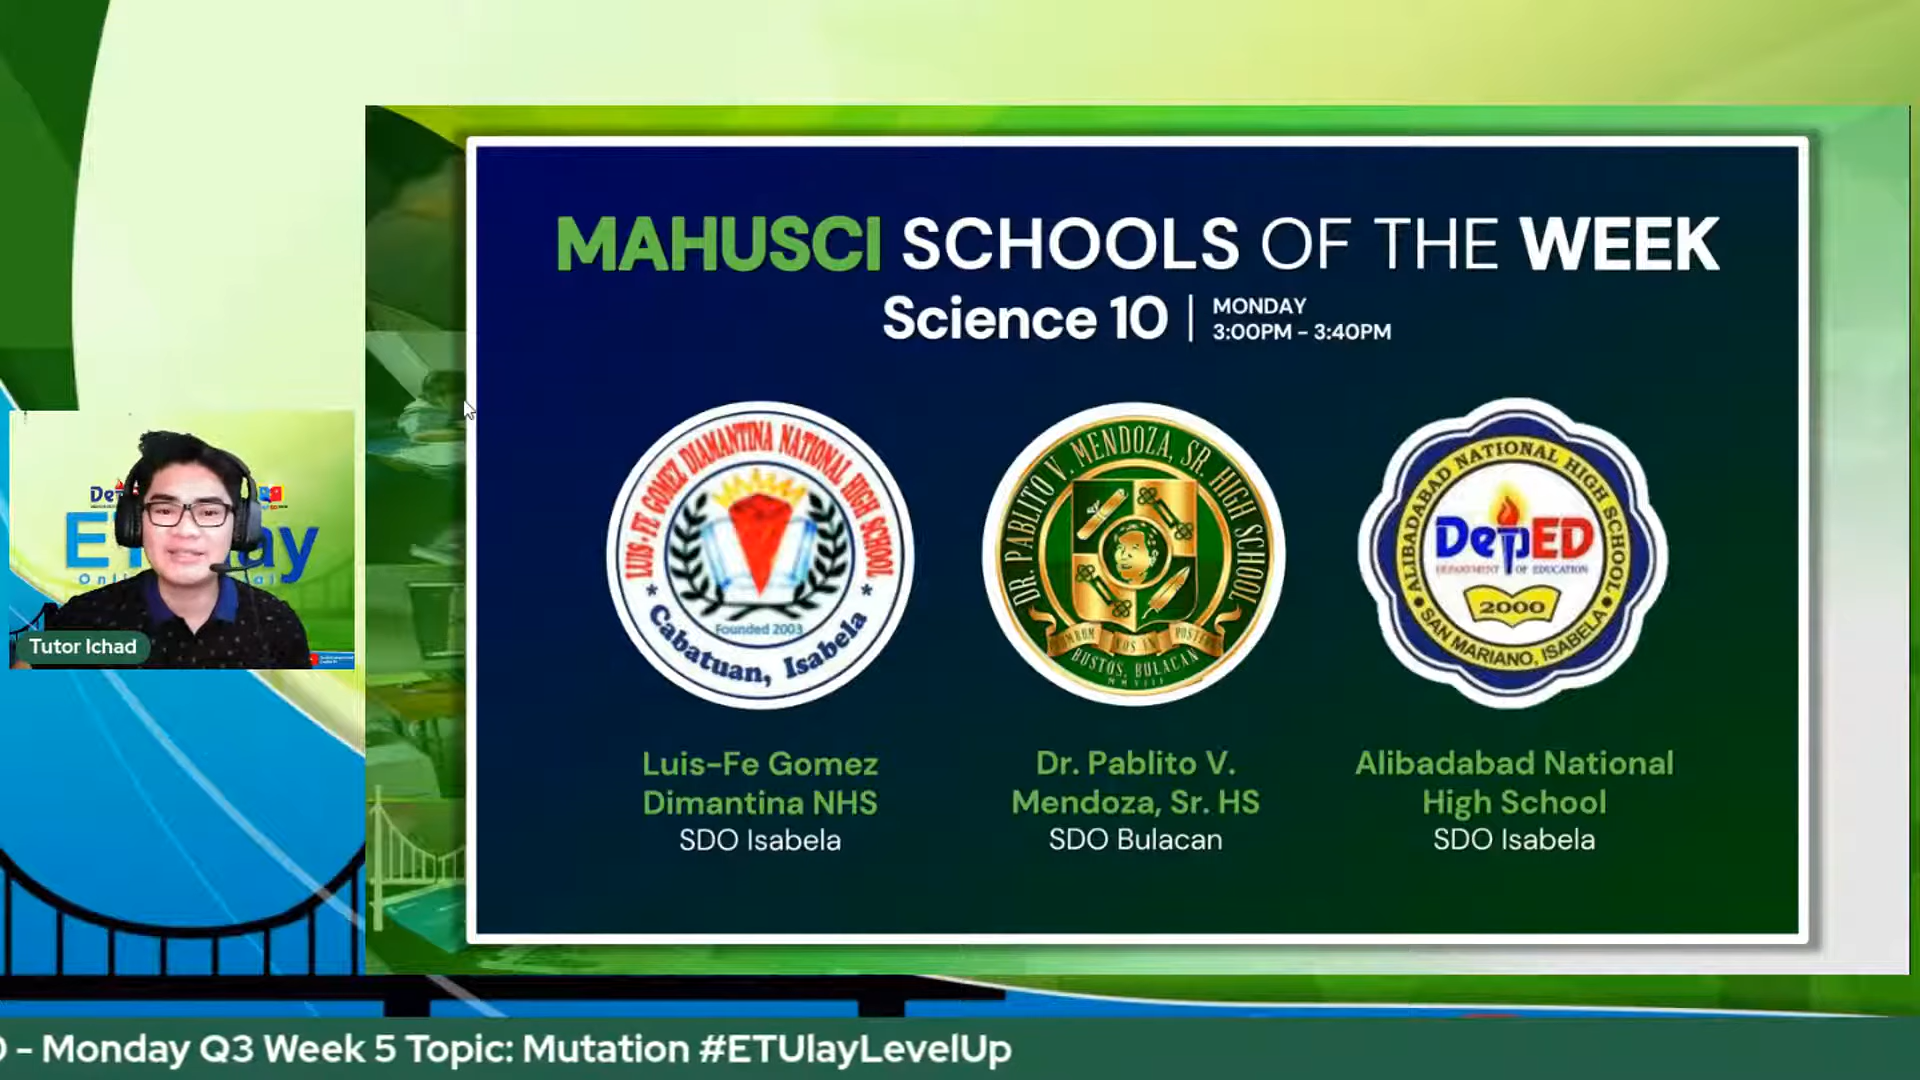 MAHUSCI SCHOOLS OF THE WEEK
Science 10
MONDAY
3:00PM - 3:40PM
LUIS-FE GOMEZ DIAMANTINA NATIONAL HIGH SCHOOL
Founded 2003
Cabatuan, Isabela
DR. PABLITO V. MENDOZA, SR. HIGH SCHOOL
BUSTOS, BULACAN
MMVIII
ALIBADABAD NATIONAL HIGH SCHOOL
DepED
DEPARTMENT OF EDUCATION
2000
SAN MARIANO, ISABELA
Luis-Fe Gomez
Dimantina NHS
SDO Isabela
Dr. Pablito V.
Mendoza, Sr. HS
SDO Bulacan
Alibadabad National
High School
SDO Isabela
Tutor Ichad
- Monday Q3 Week 5 Topic: Mutation #ETUlayLevelUp